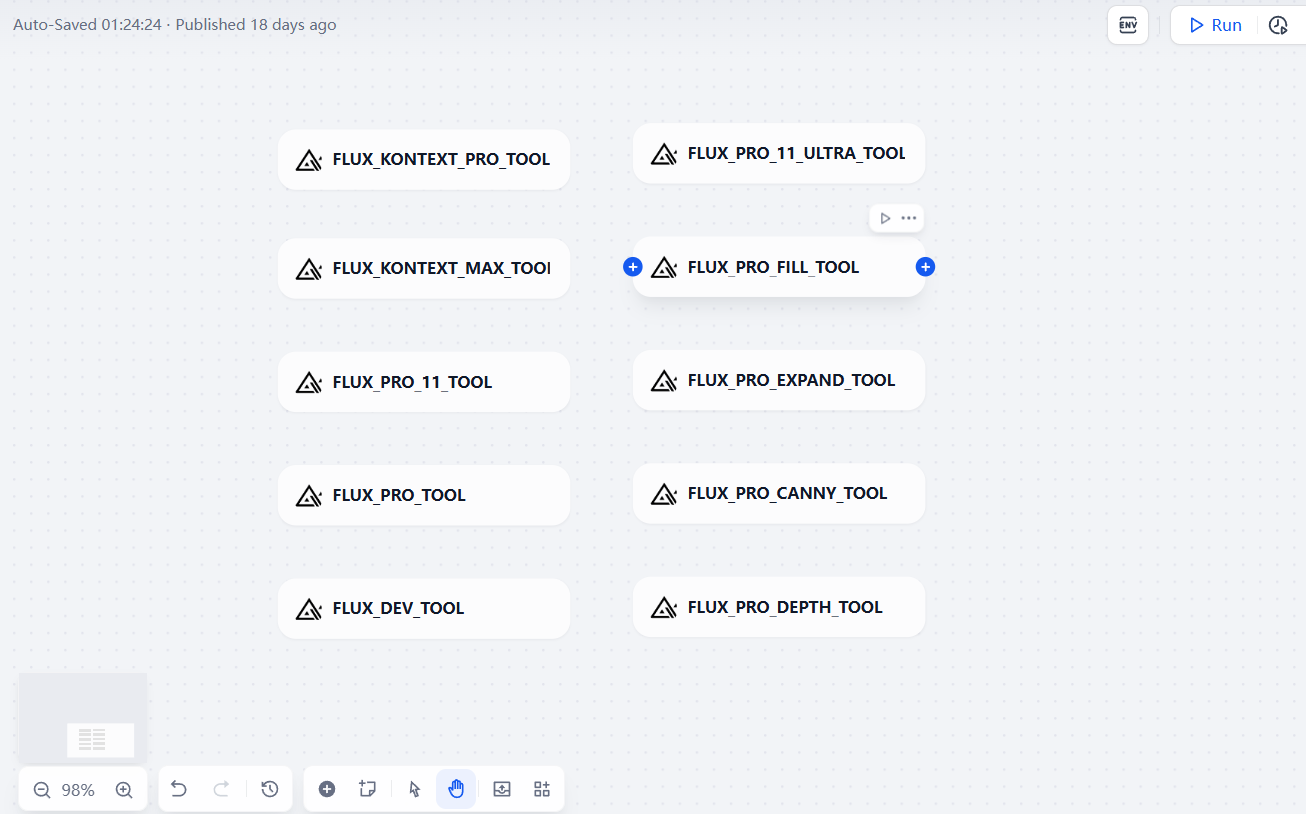 Auto-Saved 01:24:24 · Published 18 days ago
ENV
Run
FLUX_KONTEXT_PRO_TOOL
FLUX_PRO_11_ULTRA_TOOL
FLUX_KONTEXT_MAX_TOOL
FLUX_PRO_FILL_TOOL
FLUX_PRO_11_TOOL
FLUX_PRO_EXPAND_TOOL
FLUX_PRO_TOOL
FLUX_PRO_CANNY_TOOL
FLUX_DEV_TOOL
FLUX_PRO_DEPTH_TOOL
98%